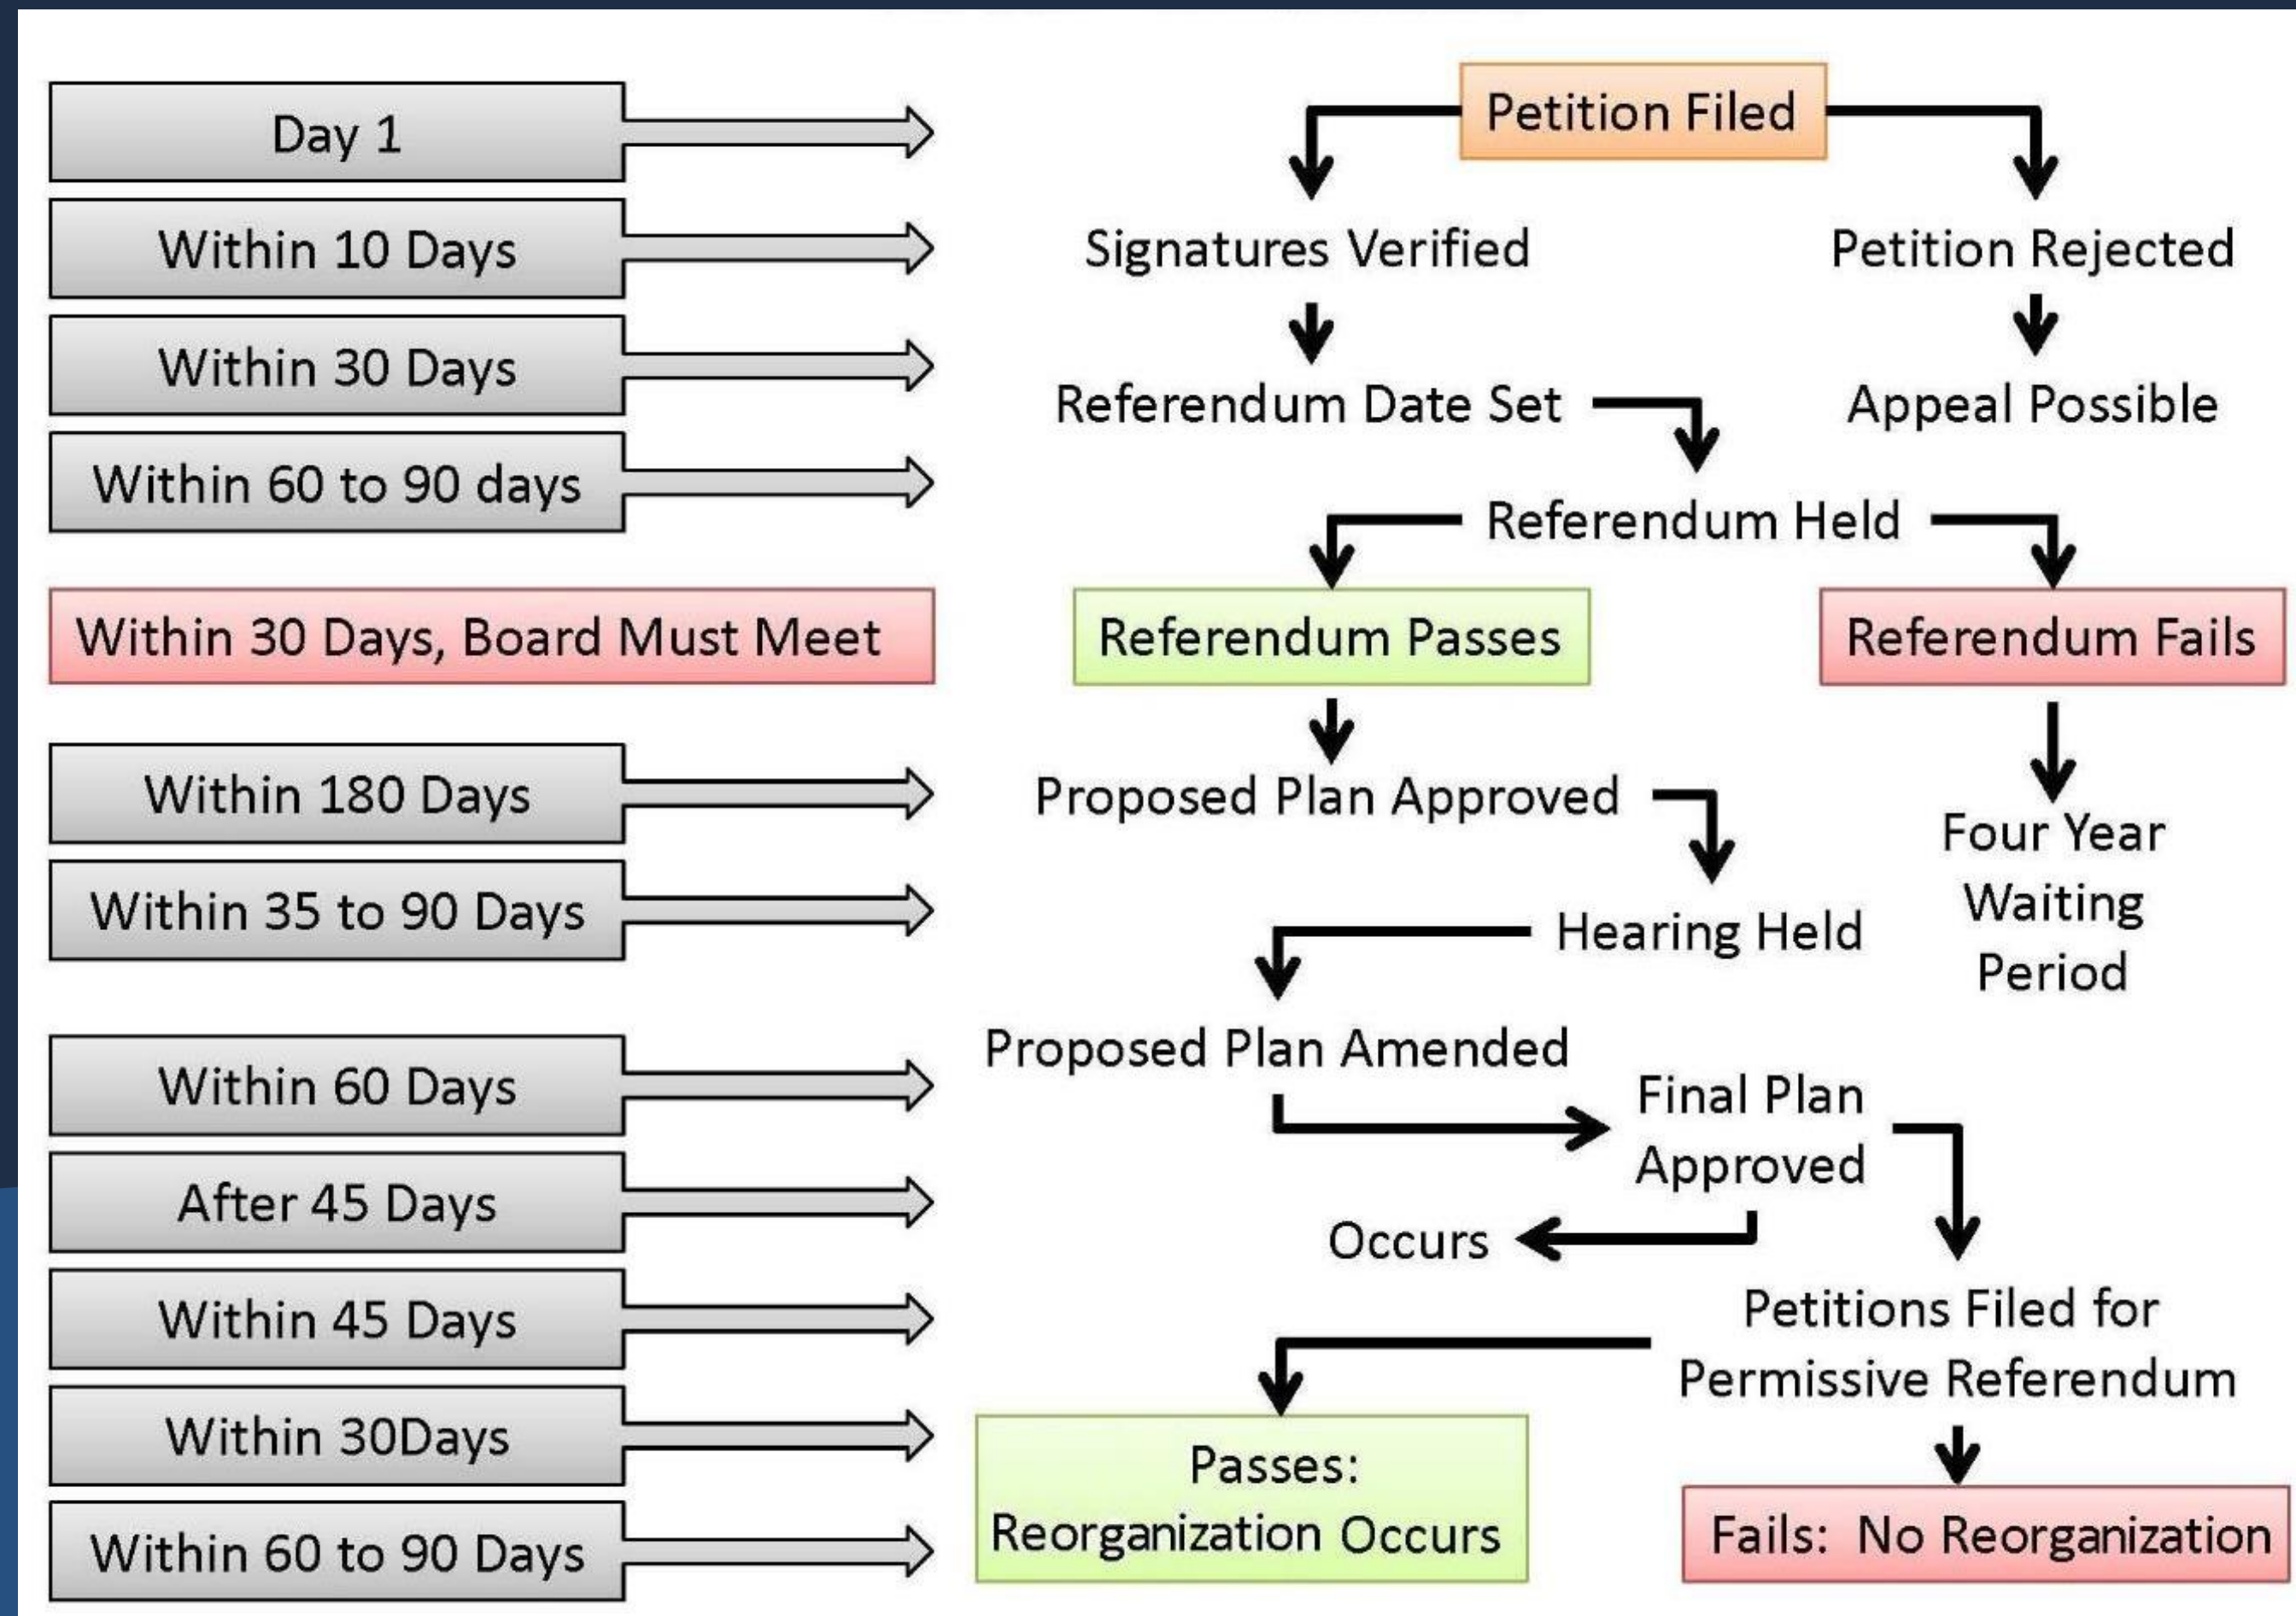 Day 1
Within 10 Days
Within 30 Days
Within 60 to 90 days
Within 30 Days, Board Must Meet
Within 180 Days
Within 35 to 90 Days
Within 60 Days
After 45 Days
Within 45 Days
Within 30Days
Within 60 to 90 Days
Petition Filed
Signatures Verified
Petition Rejected
Referendum Date Set
Appeal Possible
Referendum Held
Referendum Passes
Referendum Fails
Proposed Plan Approved
Four Year
Waiting
Period
Hearing Held
Proposed Plan Amended
Final Plan
Approved
Occurs
Petitions Filed for
Permissive Referendum
Passes:
Reorganization Occurs
Fails: No Reorganization